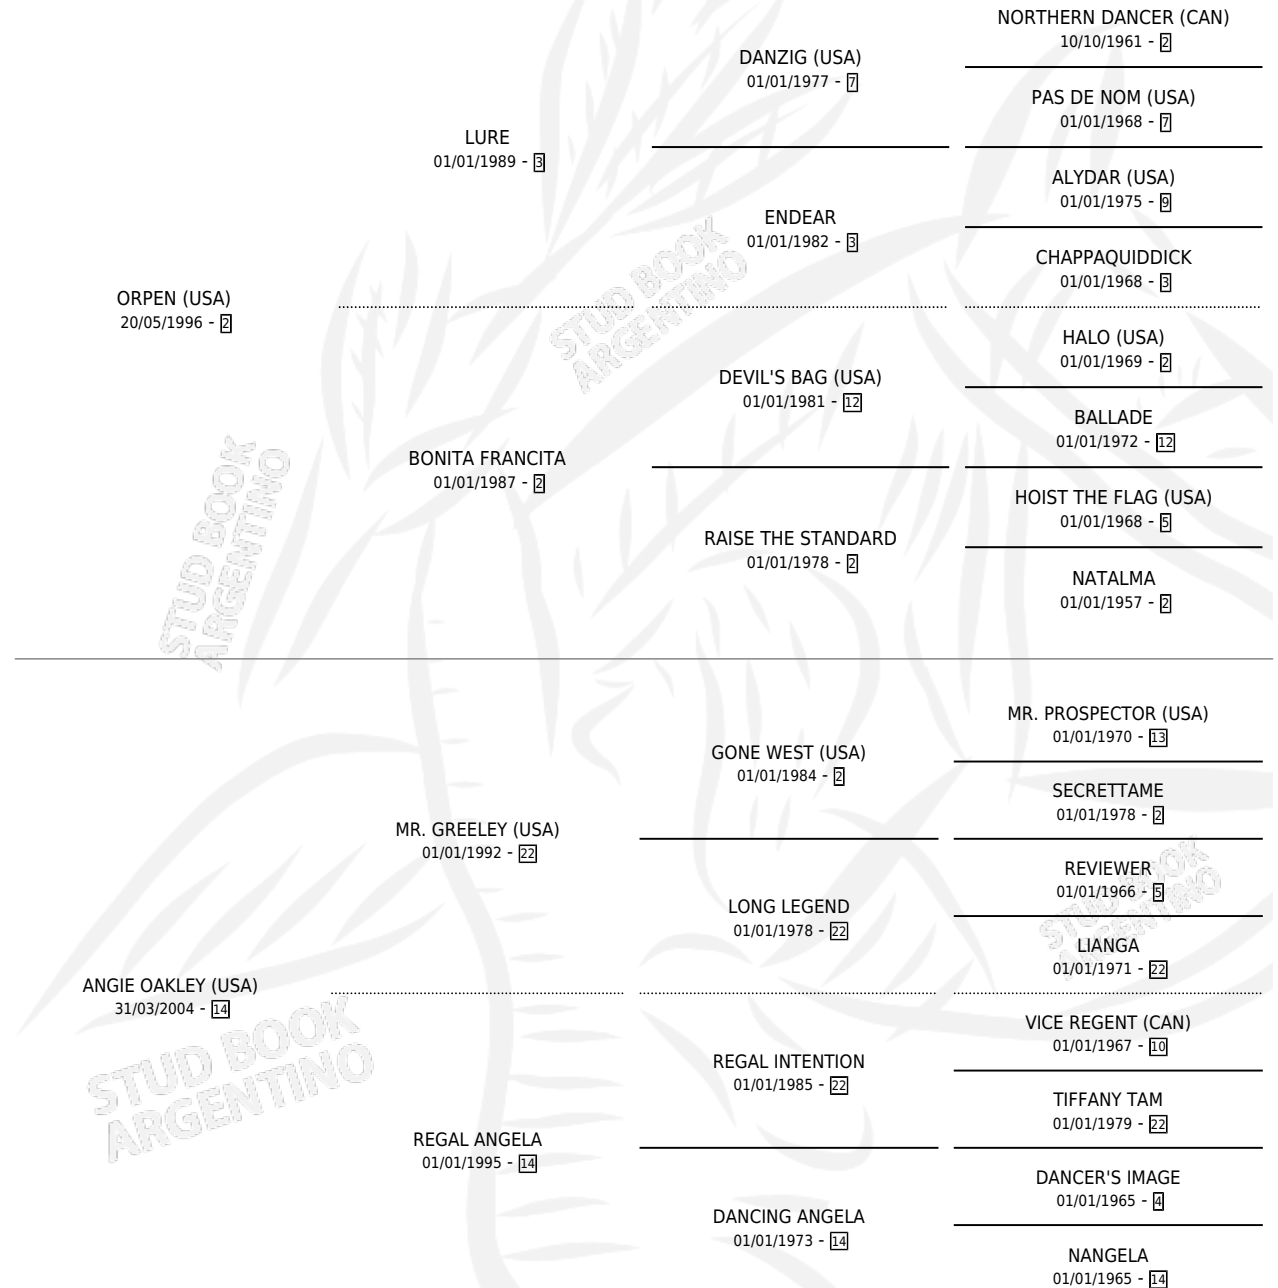 NORTHERN DANCER (CAN)
10/10/1961 - 2
DANZIG (USA)
01/01/1977 - 7
PAS DE NOM (USA)
01/01/1968 - 7
LURE
01/01/1989 - 3
ALYDAR (USA)
01/01/1975 - 9
ENDEAR
01/01/1982 - 3
CHAPPAQUIDDICK
01/01/1968 - 3
ORPEN (USA)
20/05/1996 - 2
HALO (USA)
01/01/1969 - 2
DEVIL'S BAG (USA)
01/01/1981 - 12
BALLADE
01/01/1972 - 12
BONITA FRANCITA
01/01/1987 - 2
HOIST THE FLAG (USA)
01/01/1968 - 5
RAISE THE STANDARD
01/01/1978 - 2
NATALMA
01/01/1957 - 2
MR. PROSPECTOR (USA)
01/01/1970 - 13
GONE WEST (USA)
01/01/1984 - 2
SECRETTAME
01/01/1978 - 2
MR. GREELEY (USA)
01/01/1992 - 22
REVIEWER
01/01/1966 - 5
LONG LEGEND
01/01/1978 - 22
LIANGA
01/01/1971 - 22
ANGIE OAKLEY (USA)
31/03/2004 - 14
VICE REGENT (CAN)
01/01/1967 - 10
REGAL INTENTION
01/01/1985 - 22
TIFFANY TAM
01/01/1979 - 22
REGAL ANGELA
01/01/1995 - 14
DANCER'S IMAGE
01/01/1965 - 4
DANCING ANGELA
01/01/1973 - 14
NANGELA
01/01/1965 - 14
STUD BOOK
ARGENTINO
STUD BOOK
ARGENTINO
STUD BOOK
ARGENTINO
STUD BOOK
ARGENTINO